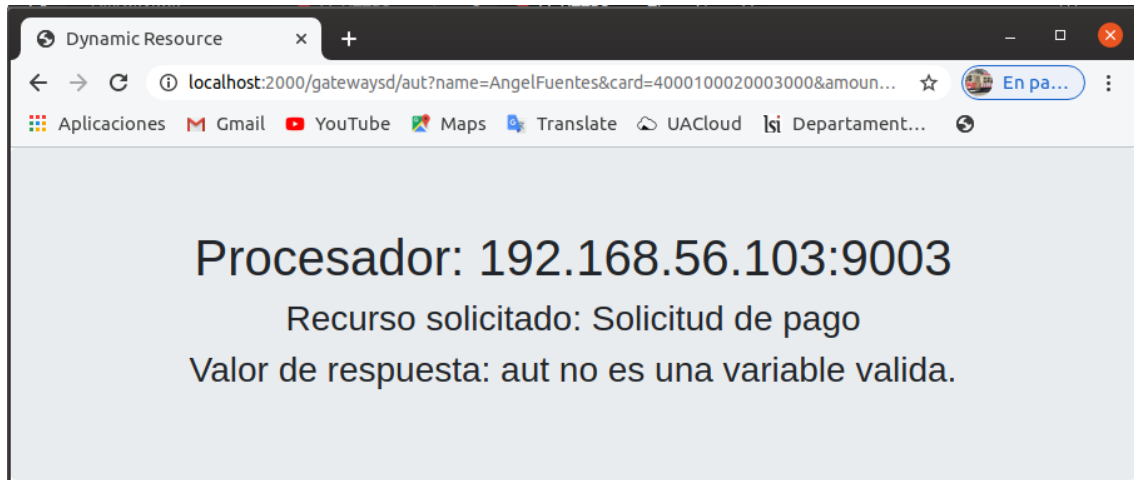 Dynamic Resource
localhost:2000/gatewaysd/aut?name=AngelFuentes&card=4000100020003000&amoun...
En pa...
Aplicaciones Gmail YouTube Maps Translate UACloud lsi Departament...
Procesador: 192.168.56.103:9003
Recurso solicitado: Solicitud de pago
Valor de respuesta: aut no es una variable valida.